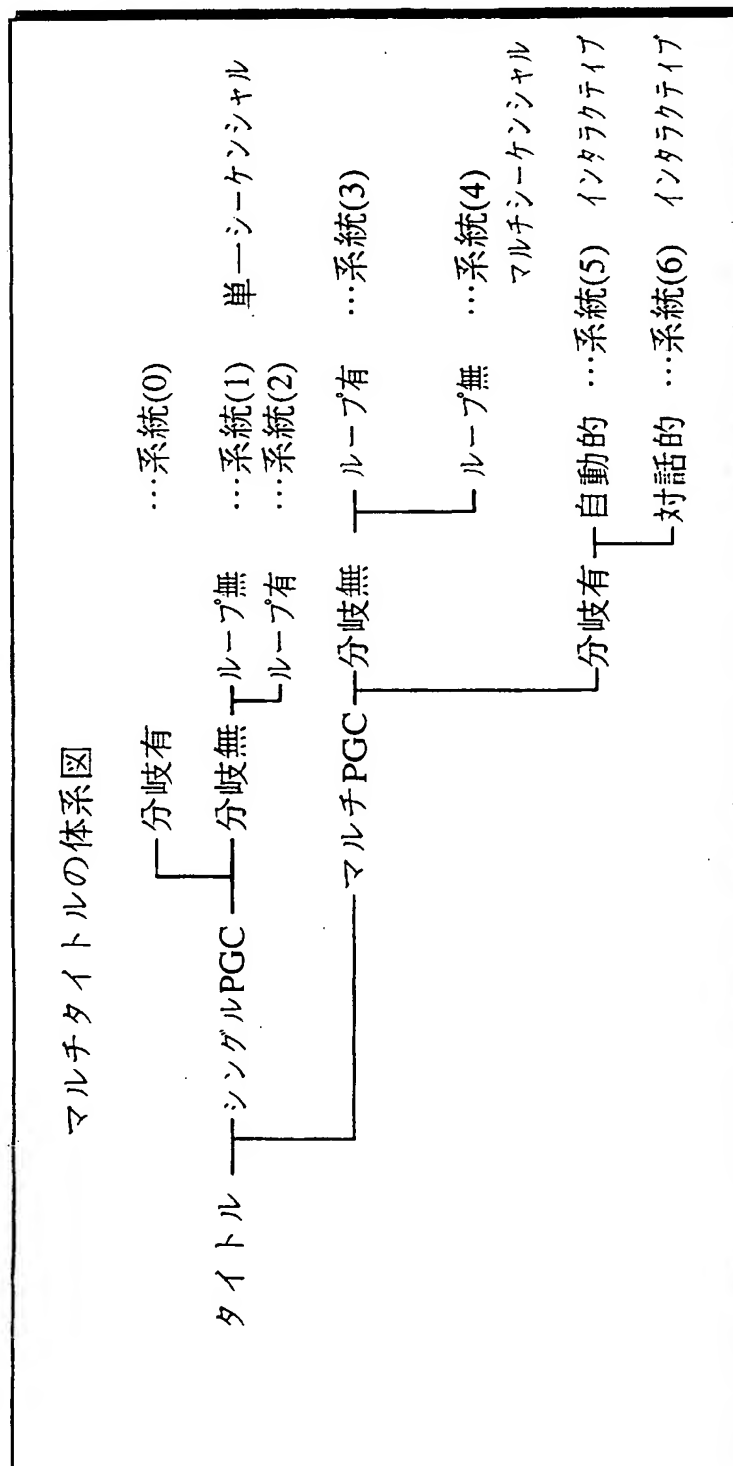 マルチタイトルの体系図
分岐有 …系統(0)
タイトル シングルPGC 分岐無 ループ無 …系統(1) 単一シーケンシャル
ループ有 …系統(2)
マルチPGC 分岐無 ループ有 …系統(3)
ループ無 …系統(4)
マルチシーケンシャル
分岐有 自動的 …系統(5) インタラクティブ
対話的 …系統(6) インタラクティブ